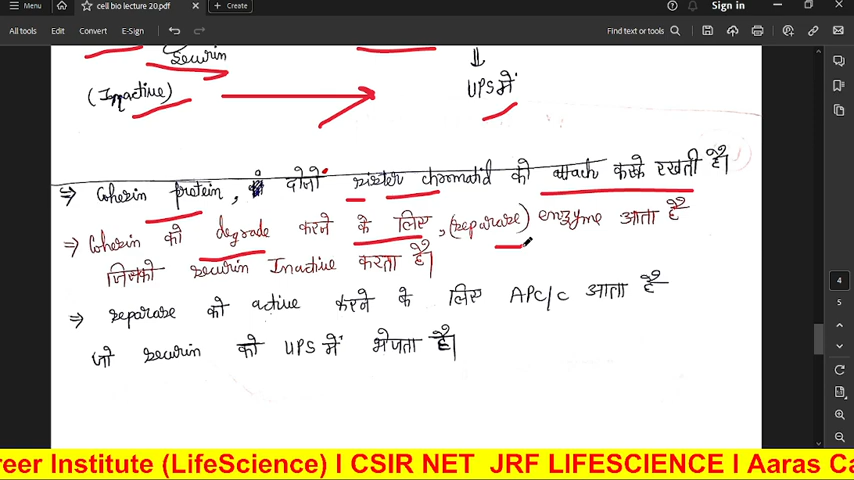 Menu
cell bio lecture 20.pdf
+ Create
Sign in
All tools Edit Convert E-Sign
Find text or tools
securin
(Inactive)
UPS में
⇒ Cohesin protein, दोनो sister chromatid को attach करके रखती है।
⇒ Cohesin को degrade करने के लिए, (separase) enzyme आता है
जिसको securin Inactive करता है।
⇒ separase को active करने के लिए APC/C आता है
जो securin को UPS में भेजता है।
4
5
reer Institute (LifeScience) I CSIR NET JRF LIFESCIENCE I Aaras Ca